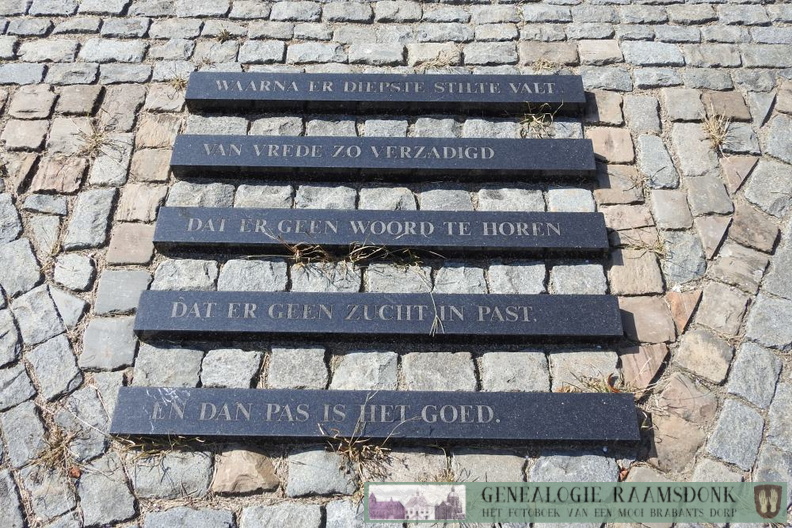 WAARNA ER DIEPSTE STILTE VALT
VAN VREDE ZO VERZADIGD
DAT ER GEEN WOORD TE HOREN
DAT ER GEEN ZUCHT IN PAST.
EN DAN PAS IS HET GOED.
GENEALOGIE RAAMSDONK
HET FOTOBOEK VAN EEN MOOI BRABANTS DORP